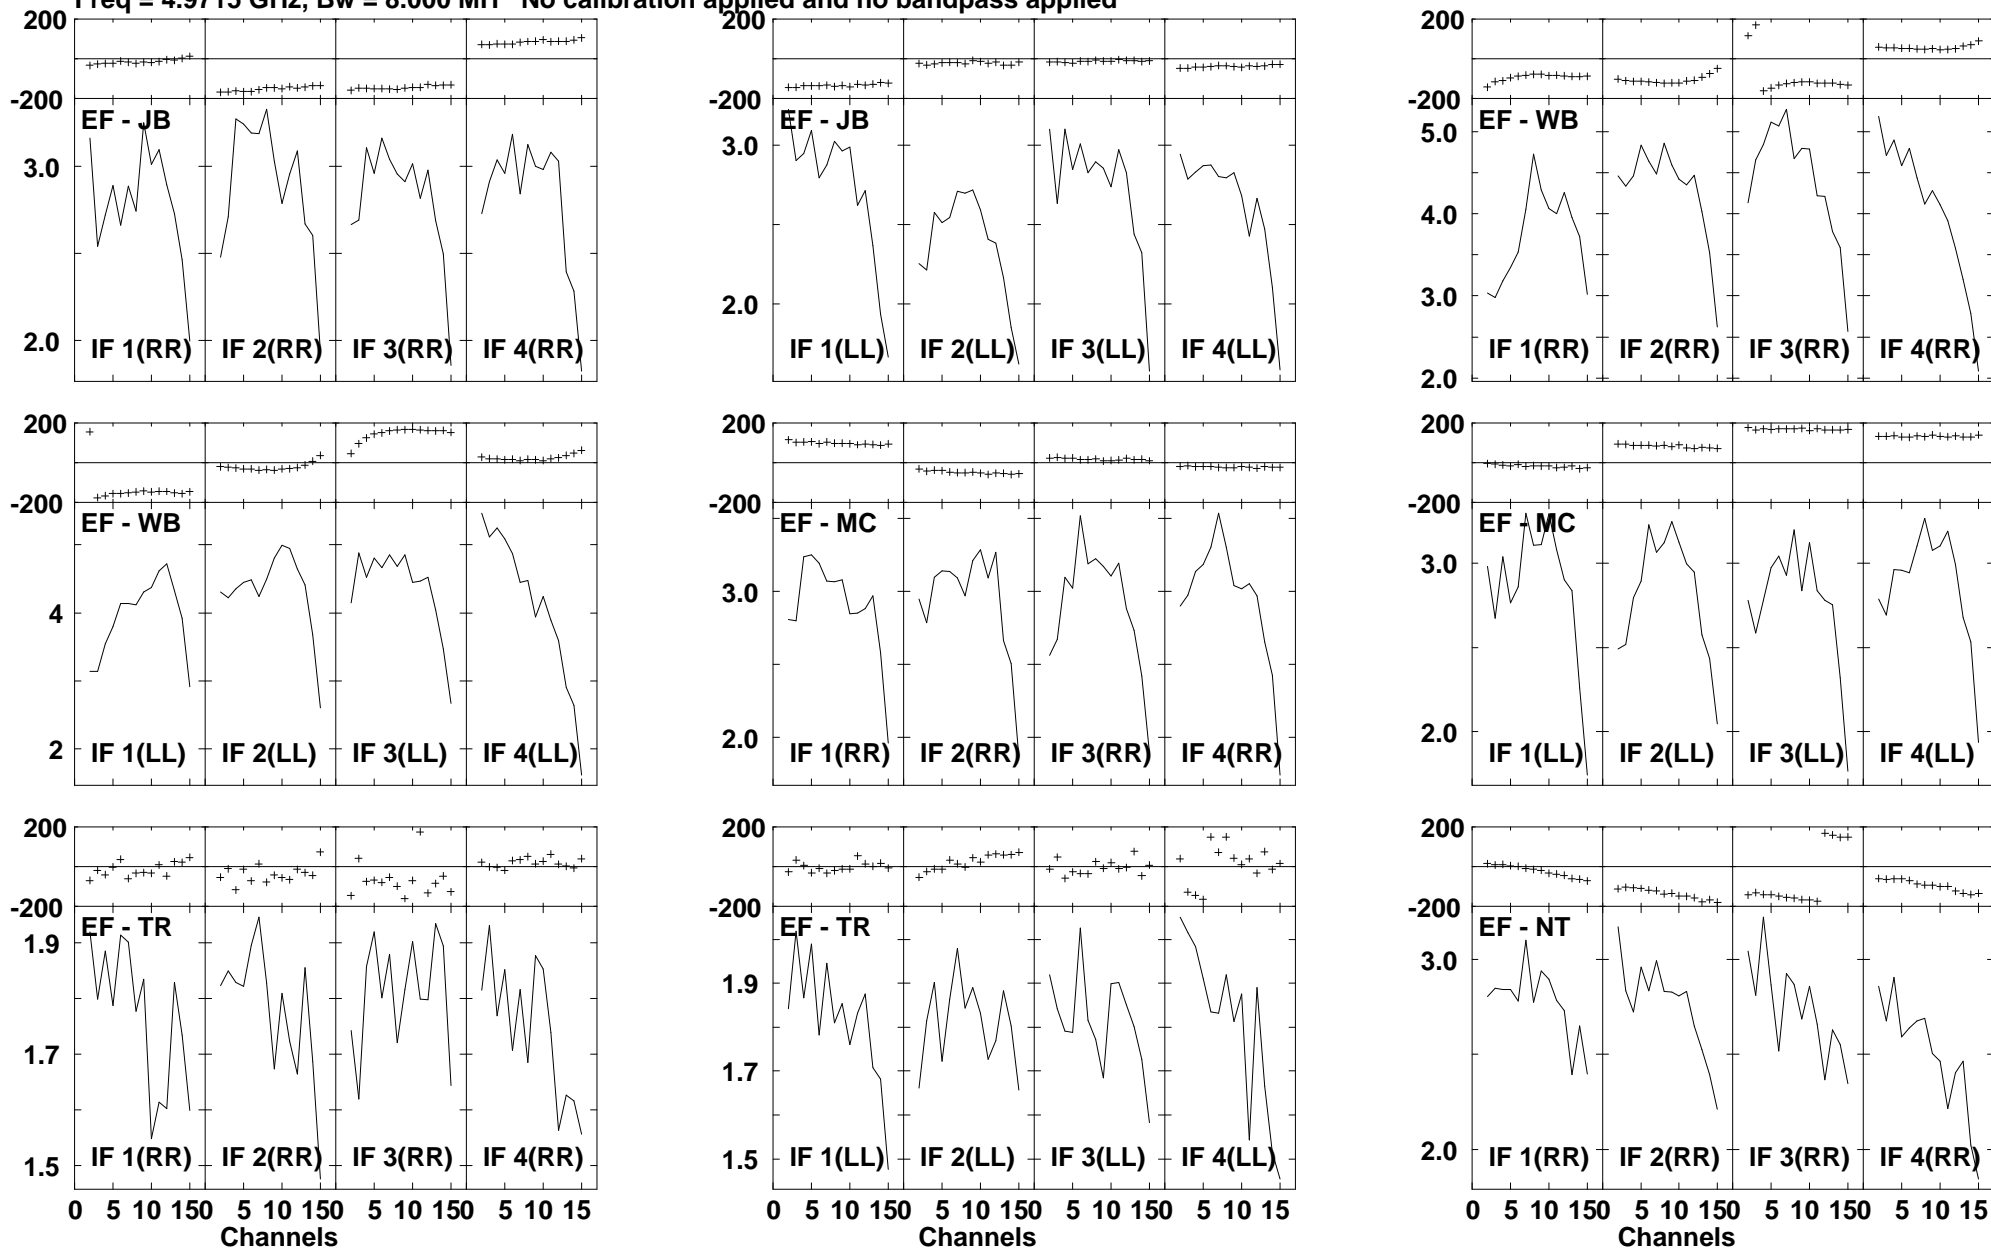 Freq = 4.9715 GHz, Bw = 8.000 MH No calibration applied and no bandpass applied
200
-200
EF - JB
3.0
2.0
IF 1(RR) IF 2(RR) IF 3(RR) IF 4(RR)
EF - JB
3.0
2.0
IF 1(LL) IF 2(LL) IF 3(LL) IF 4(LL)
200
-200
EF - WB
5.0
4.0
3.0
2.0
IF 1(RR) IF 2(RR) IF 3(RR) IF 4(RR)
200
-200
EF - WB
4
2
IF 1(LL) IF 2(LL) IF 3(LL) IF 4(LL)
EF - MC
3.0
2.0
IF 1(RR) IF 2(RR) IF 3(RR) IF 4(RR)
200
-200
EF - MC
3.0
2.0
IF 1(LL) IF 2(LL) IF 3(LL) IF 4(LL)
200
-200
EF - TR
1.9
1.7
1.5
IF 1(RR) IF 2(RR) IF 3(RR) IF 4(RR)
0 5 10 150 5 10 150 5 10 150 5 10 15
Channels
EF - TR
1.9
1.7
1.5
IF 1(LL) IF 2(LL) IF 3(LL) IF 4(LL)
0 5 10 150 5 10 150 5 10 150 5 10 15
200
-200
EF - NT
3.0
2.0
IF 1(RR) IF 2(RR) IF 3(RR) IF 4(RR)
0 5 10 150 5 10 150 5 10 150 5 10 15
Channels